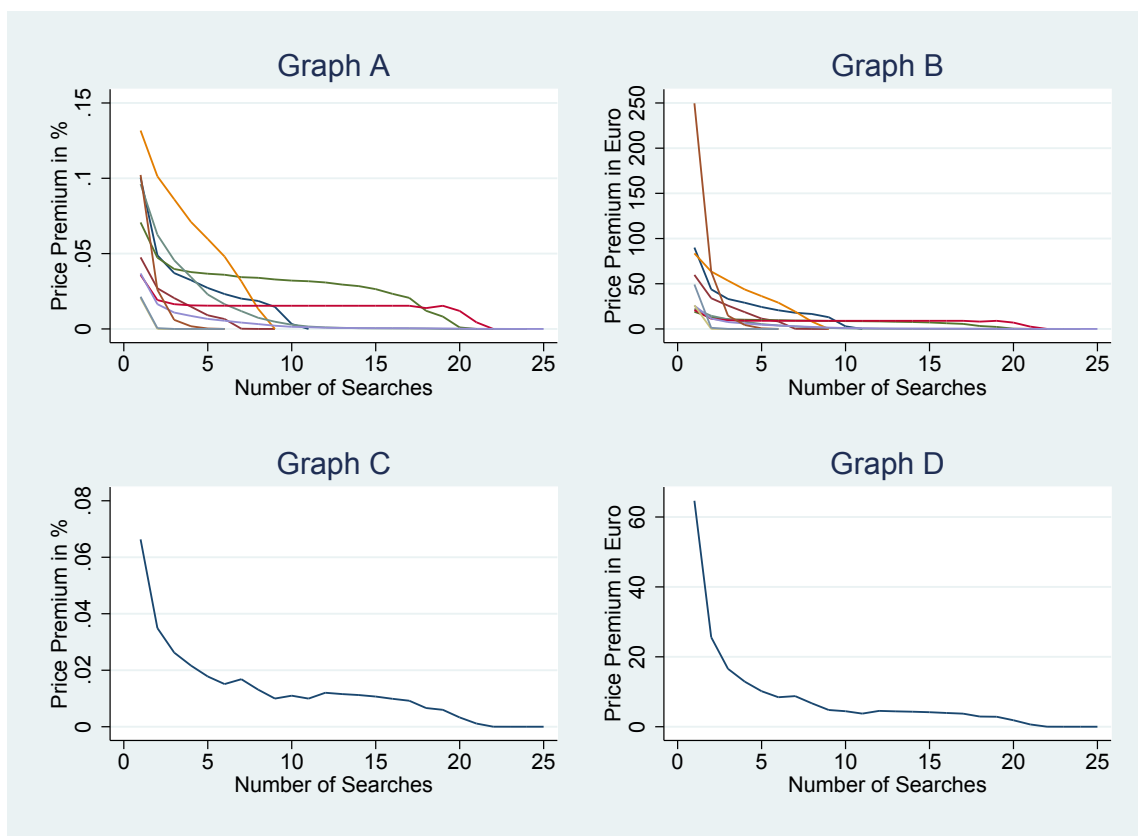 Graph A
Price Premium in %
.15
.1
.05
0
0 5 10 15 20 25
Number of Searches
Graph B
Price Premium in Euro
250
200
150
100
50
0
0 5 10 15 20 25
Number of Searches
Graph C
Price Premium in %
.08
.06
.04
.02
0
0 5 10 15 20 25
Number of Searches
Graph D
Price Premium in Euro
60
40
20
0
0 5 10 15 20 25
Number of Searches